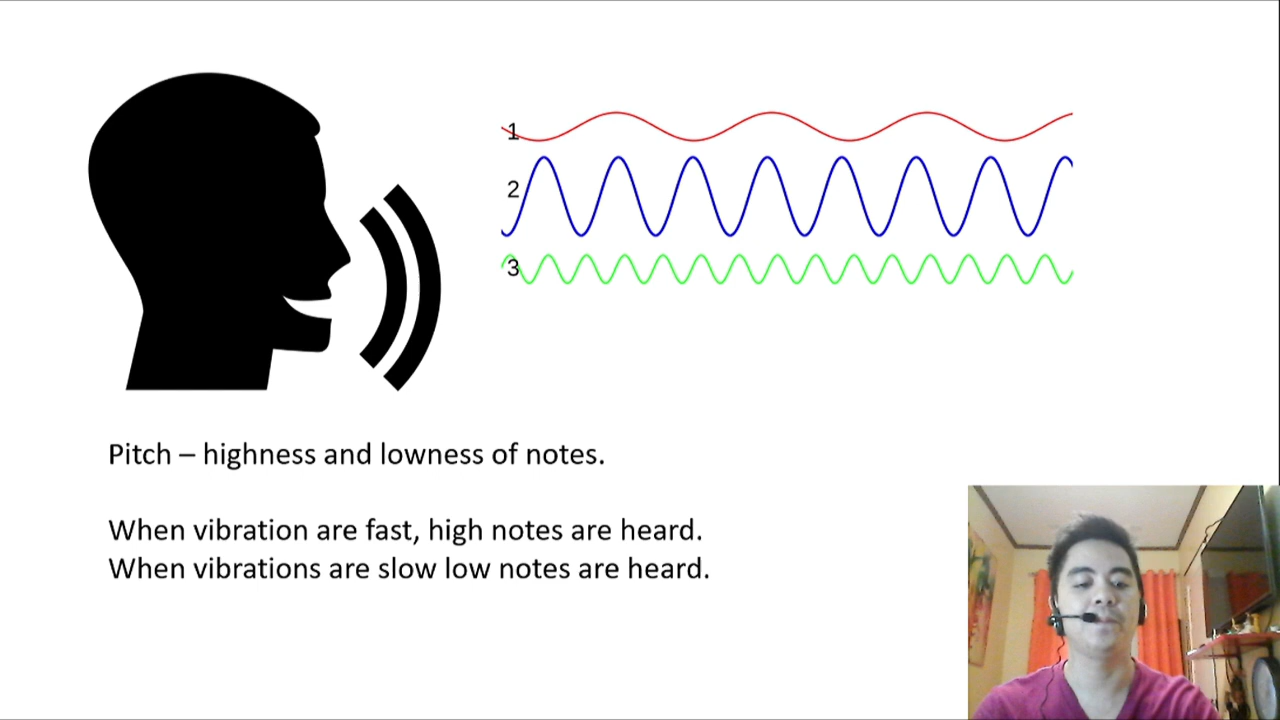 1
2
3
Pitch – highness and lowness of notes.
When vibration are fast, high notes are heard.
When vibrations are slow low notes are heard.